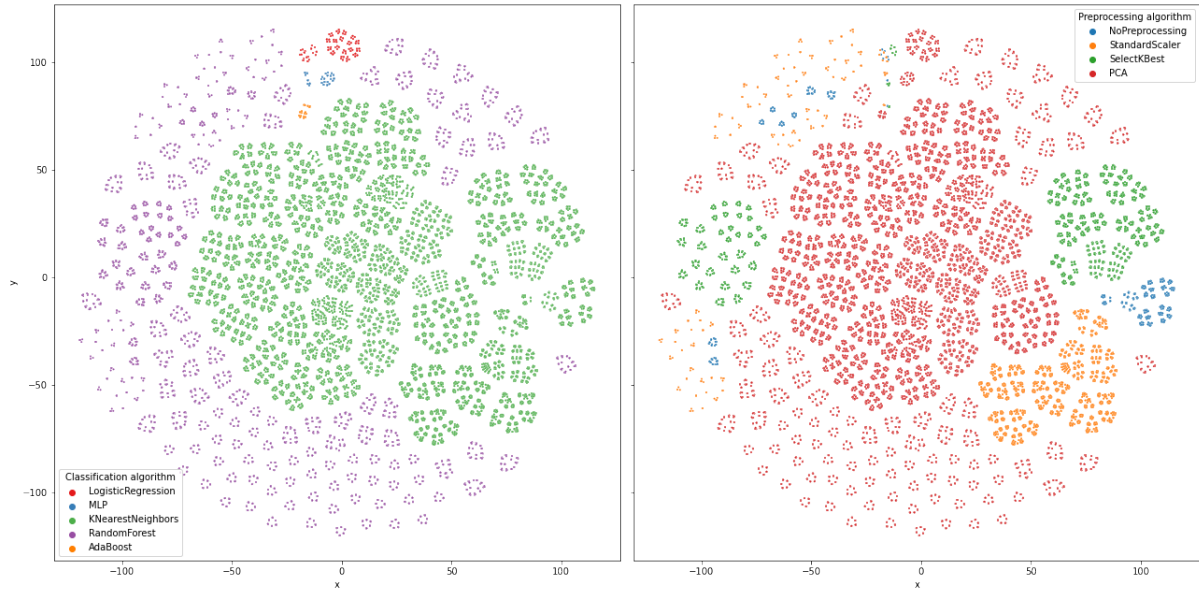 Classification algorithm
LogisticRegression
MLP
KNearestNeighbors
RandomForest
AdaBoost
100
50
0
−50
−100
y
−100
−50
0
50
100
x
Preprocessing algorithm
NoPreprocessing
StandardScaler
SelectKBest
PCA
−100
−50
0
50
100
x